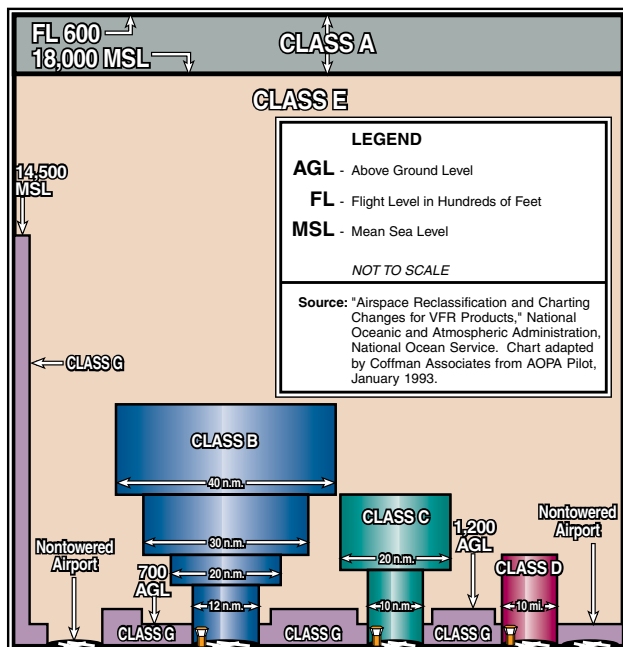 FL 600
18,000 MSL
CLASS A
CLASS E
14,500
MSL
LEGEND
AGL - Above Ground Level
FL - Flight Level in Hundreds of Feet
MSL - Mean Sea Level
NOT TO SCALE
Source: "Airspace Reclassification and Charting
Changes for VFR Products," National
Oceanic and Atmospheric Administration,
National Ocean Service. Chart adapted
by Coffman Associates from AOPA Pilot,
January 1993.
CLASS G
CLASS B
40 n.m.
30 n.m.
20 n.m.
12 n.m.
CLASS C
20 n.m.
10 n.m.
1,200
AGL
Nontowered
Airport
CLASS D
10 mi.
Nontowered
Airport
700
AGL
CLASS G
CLASS G
CLASS G